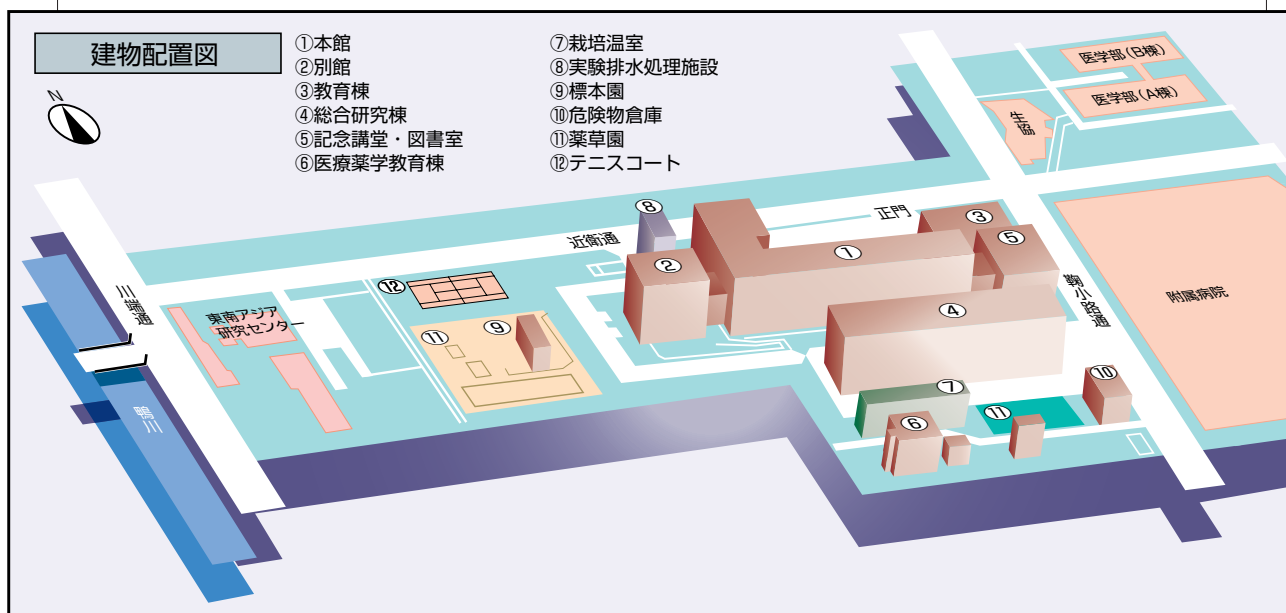 建物配置図
N
①本館
②別館
③教育棟
④総合研究棟
⑤記念講堂・図書室
⑥医療薬学教育棟
⑦栽培温室
⑧実験排水処理施設
⑨標本園
⑩危険物倉庫
⑪薬草園
⑫テニスコート
医学部(B棟)
医学部(A棟)
生協
⑧
正門
③
近衛通
②
①
⑤
⑫
鞠小路通
附属病院
川端通
東南アジア
研究センター
⑪
⑨
④
⑦
⑩
⑪
⑥
鴨川